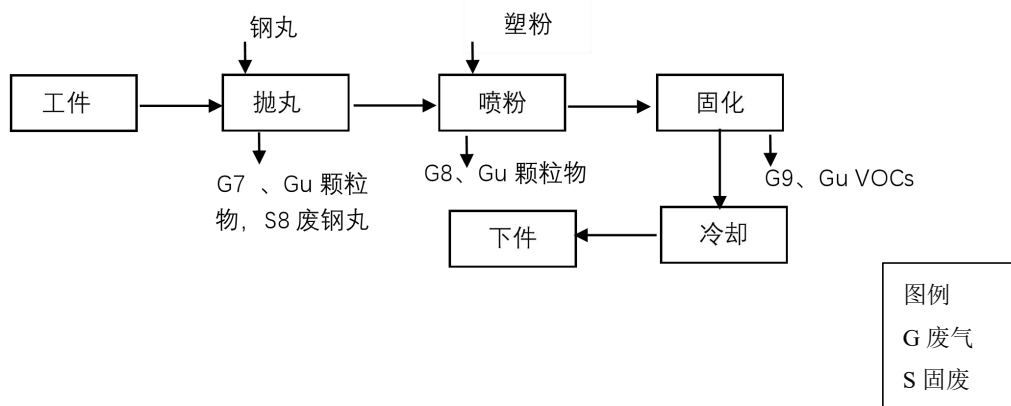 钢丸
塑粉
工件
抛丸
喷粉
固化
G7 、Gu 颗粒
物，S8 废钢丸
G8、Gu 颗粒物
G9、Gu VOCs
下件
冷却
图例
G 废气
S 固废